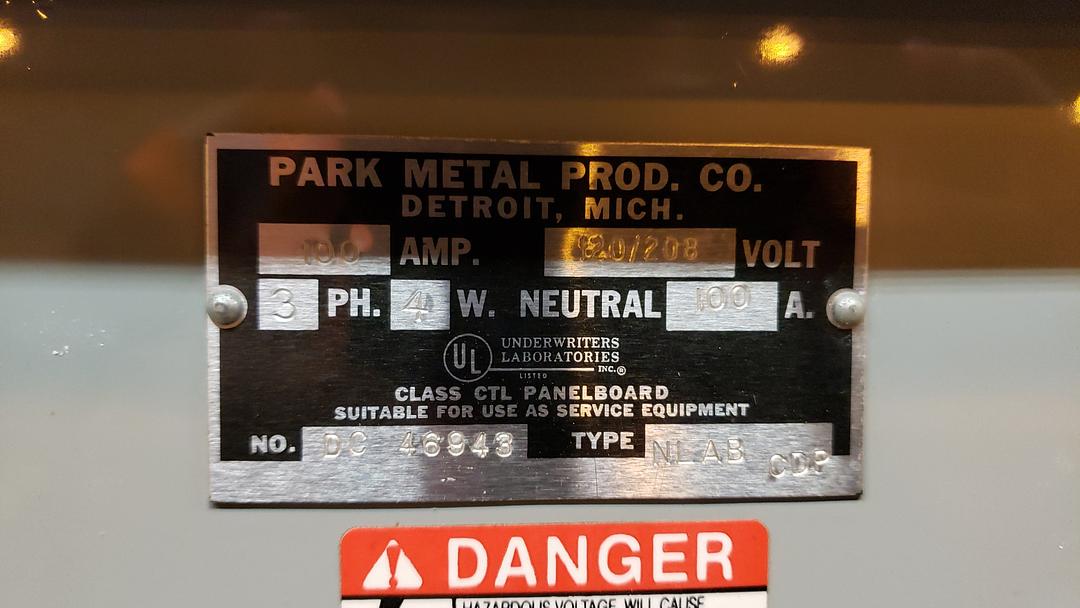 PARK METAL PROD. CO.
DETROIT, MICH.
100 AMP. 120/208 VOLT
3 PH. 4 W. NEUTRAL 100 A.
UL UNDERWRITERS
LABORATORIES
LISTED INC.®
CLASS CTL PANELBOARD
SUITABLE FOR USE AS SERVICE EQUIPMENT
NO. DC 46943 TYPE NLAB CDP
DANGER
HAZARDOUS VOLTAGE WILL CAUSE